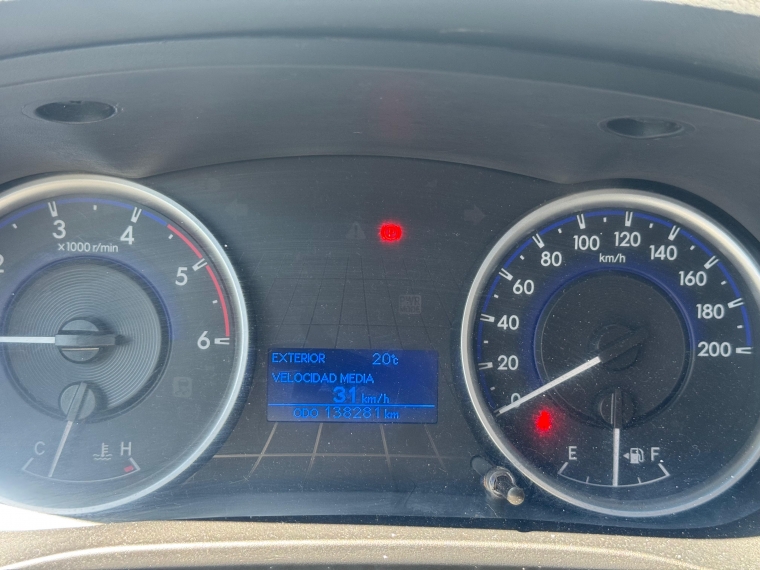 2 3 4 5 6
x1000 r/min
C H
EXTERIOR 20°c
VELOCIDAD MEDIA
31 km/h
ODO 138281 km
0 20 40 60 80 100 120 140 160 180 200
km/h
E F